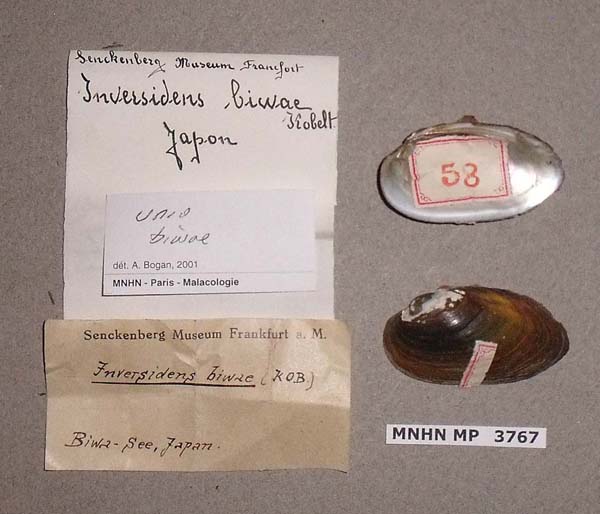 Senckenberg Museum Francfort
Inversidens biwae
Kobelt
Japon
unio
biwae
dét. A. Bogan, 2001
MNHN - Paris - Malacologie
Senckenberg Museum Frankfurt a. M.
Inversidens biwae (KOB.)
Biwa-See, Japan.
58
MNHN MP 3767